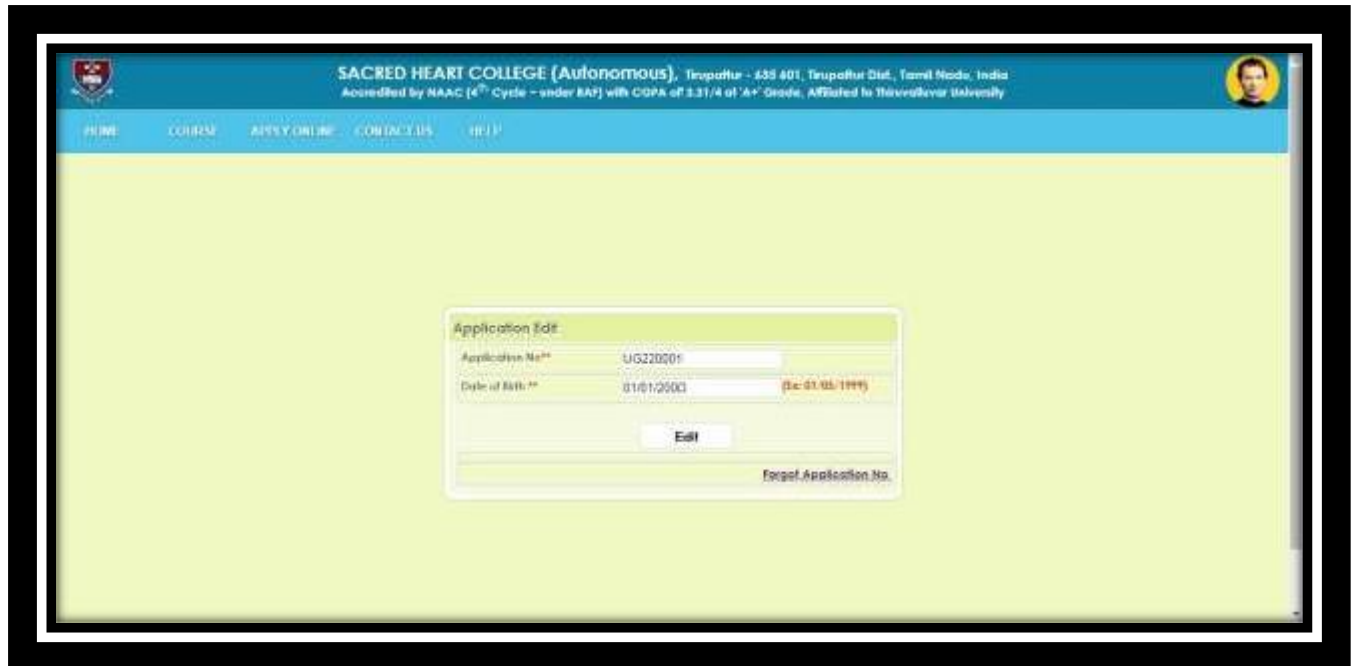 SACRED HEART COLLEGE (Autonomous), Tirupattur - 635 601, Tirupattur Dist., Tamil Nadu, India
Accredited by NAAC (4th Cycle – under RAF) with CGPA of 3.31/4 at 'A+' Grade, Affiliated to Thiruvalluvar University
HOME COURSE APPLY ONLINE CONTACT US HELP
Application Edit
Application No** UG220001
Date of Birth ** 01/01/2000 (Ex: 01/05/1999)
Edit
Forgot Application No.